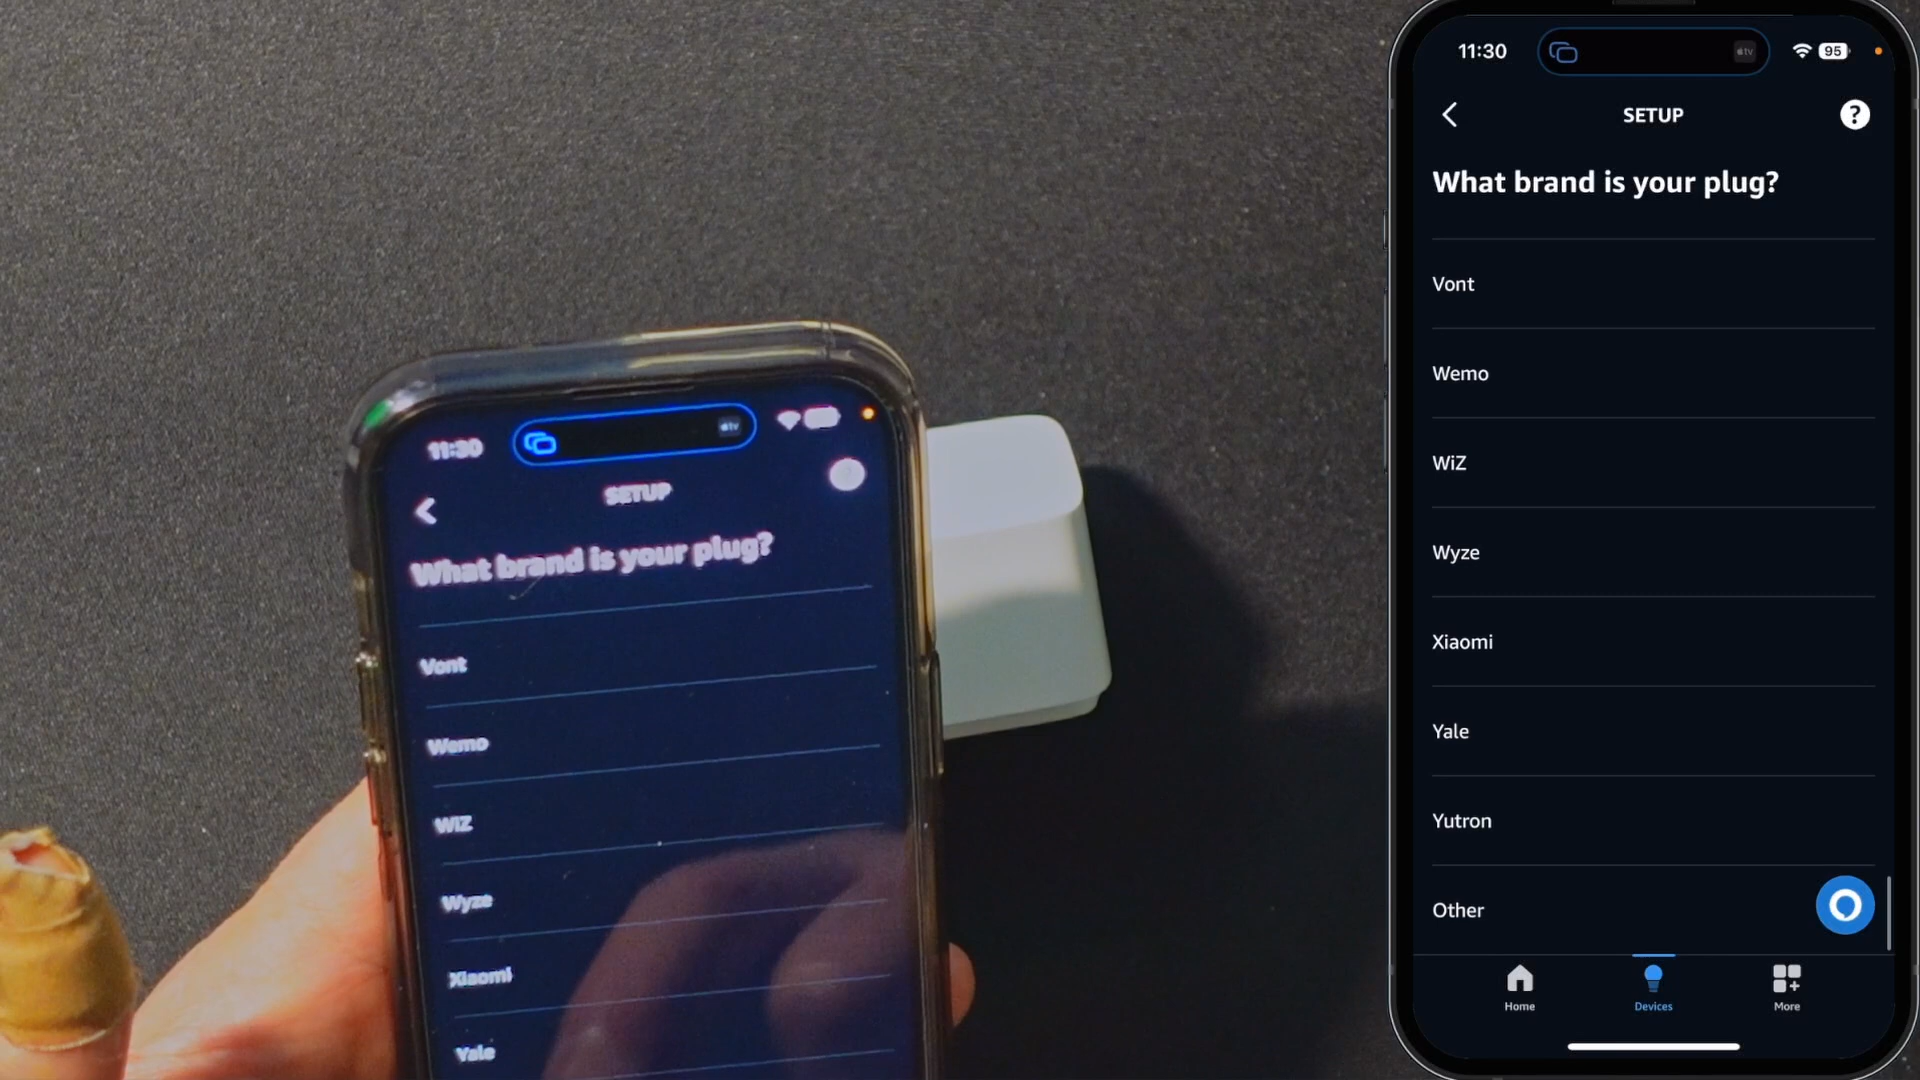 11:30
SETUP
What brand is your plug?
Vont
Wemo
WiZ
Wyze
Xiaomi
Yale
11:30
tv
95
SETUP
?
What brand is your plug?
Vont
Wemo
WiZ
Wyze
Xiaomi
Yale
Yutron
Other
Home
Devices
More